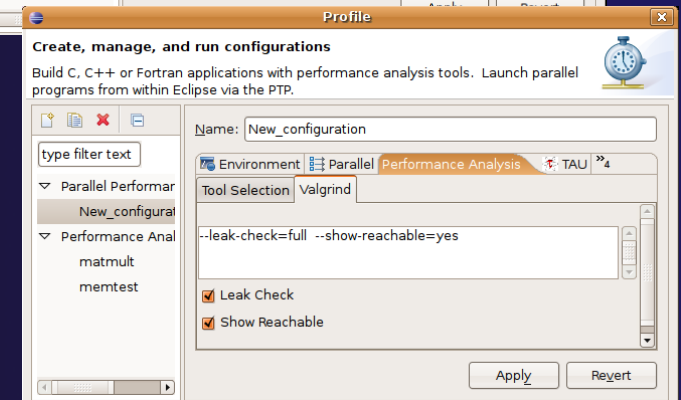 Profile
Create, manage, and run configurations
Build C, C++ or Fortran applications with performance analysis tools.  Launch parallel
programs from within Eclipse via the PTP.
type filter text
Parallel Performar
New_configurat
Performance Anal
matmult
memtest
Name: New_configuration
Environment Parallel Performance Analysis TAU »4
Tool Selection Valgrind
--leak-check=full  --show-reachable=yes
Leak Check
Show Reachable
Apply Revert